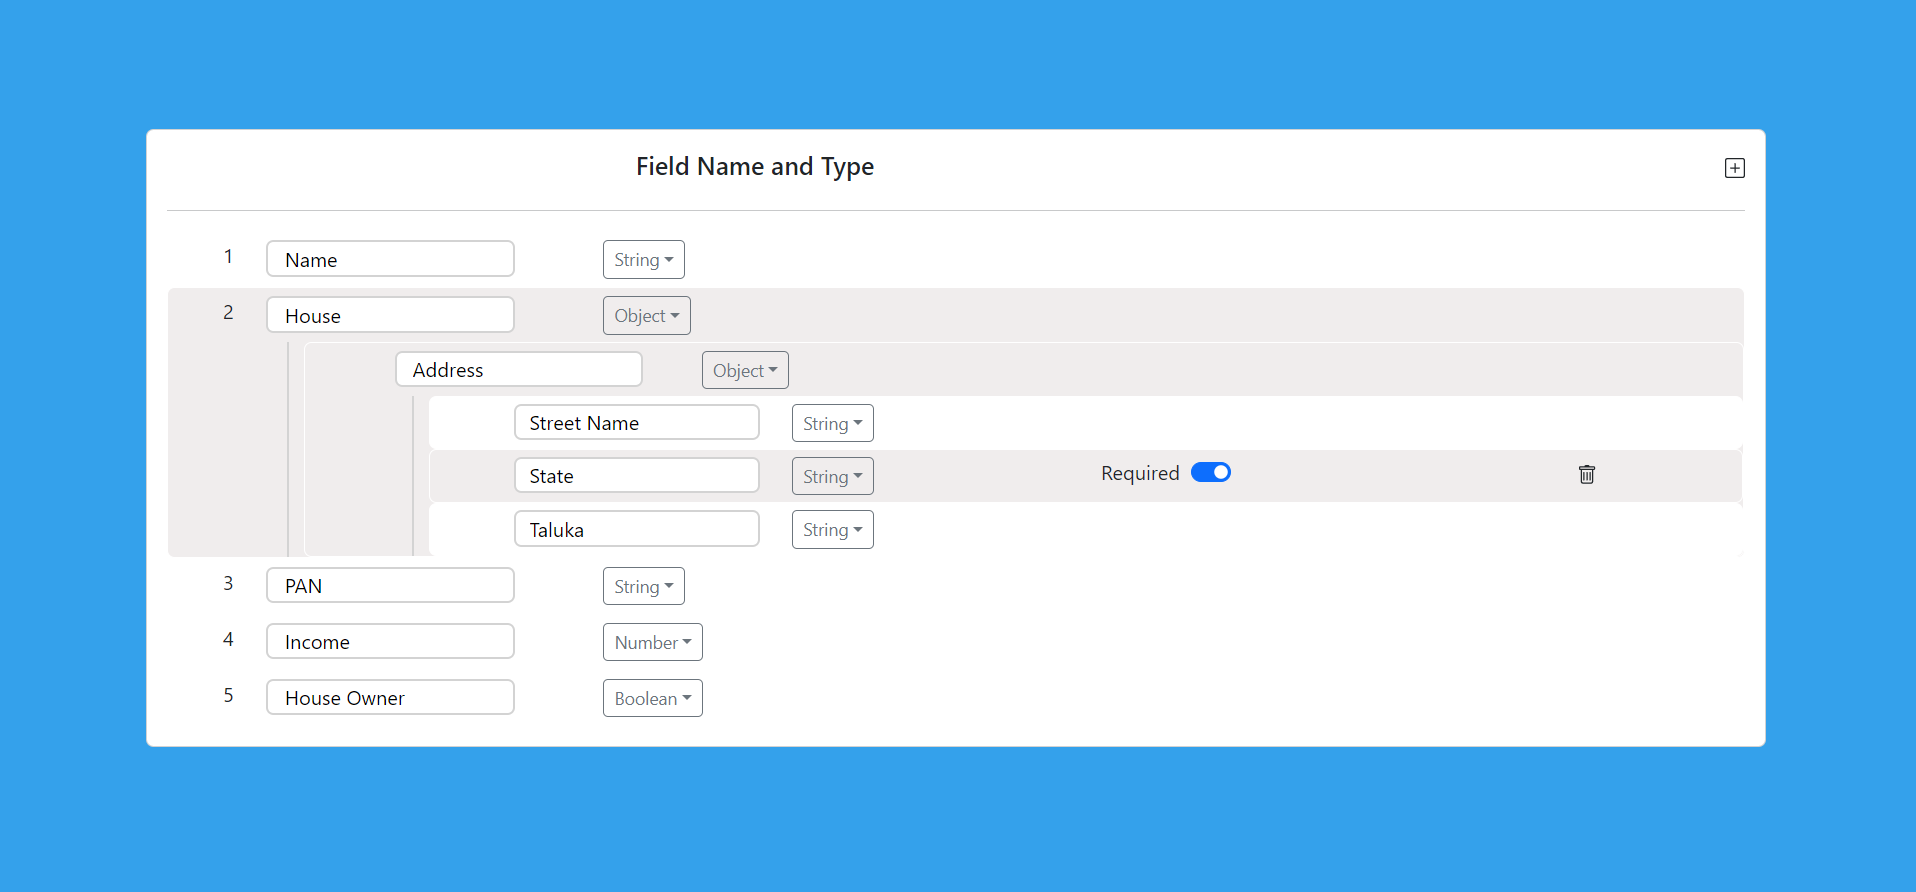 Field Name and Type
1 Name String
2 House Object
Address Object
Street Name String
State String Required
Taluka String
3 PAN String
4 Income Number
5 House Owner Boolean